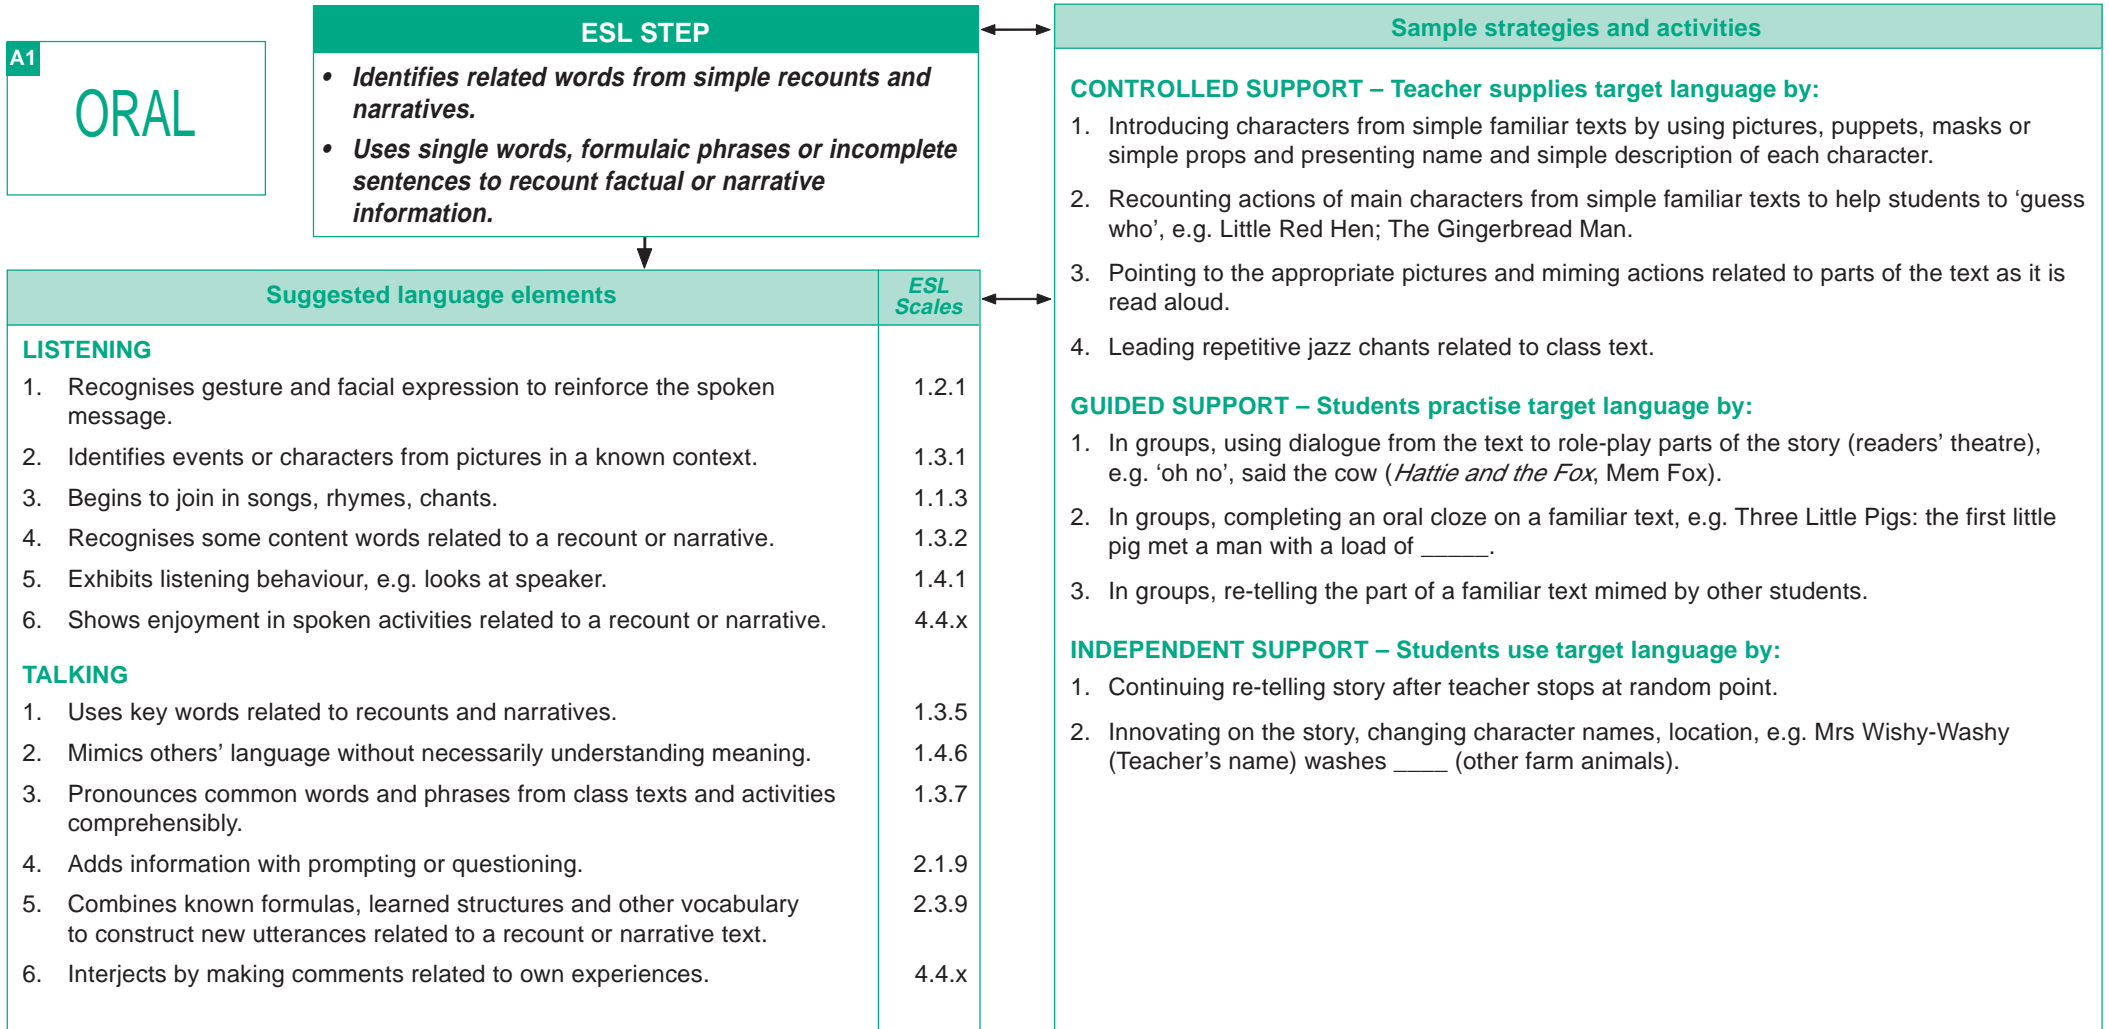 A1
ORAL
ESL STEP
• Identifies related words from simple recounts and
narratives.
• Uses single words, formulaic phrases or incomplete
sentences to recount factual or narrative
information.
Suggested language elements
ESL
Scales
LISTENING
1. Recognises gesture and facial expression to reinforce the spoken 1.2.1
message.
2. Identifies events or characters from pictures in a known context. 1.3.1
3. Begins to join in songs, rhymes, chants. 1.1.3
4. Recognises some content words related to a recount or narrative. 1.3.2
5. Exhibits listening behaviour, e.g. looks at speaker. 1.4.1
6. Shows enjoyment in spoken activities related to a recount or narrative. 4.4.x
TALKING
1. Uses key words related to recounts and narratives. 1.3.5
2. Mimics others’ language without necessarily understanding meaning. 1.4.6
3. Pronounces common words and phrases from class texts and activities 1.3.7
comprehensibly.
4. Adds information with prompting or questioning. 2.1.9
5. Combines known formulas, learned structures and other vocabulary 2.3.9
to construct new utterances related to a recount or narrative text.
6. Interjects by making comments related to own experiences. 4.4.x
Sample strategies and activities
CONTROLLED SUPPORT – Teacher supplies target language by:
1. Introducing characters from simple familiar texts by using pictures, puppets, masks or
simple props and presenting name and simple description of each character.
2. Recounting actions of main characters from simple familiar texts to help students to ‘guess
who’, e.g. Little Red Hen; The Gingerbread Man.
3. Pointing to the appropriate pictures and miming actions related to parts of the text as it is
read aloud.
4. Leading repetitive jazz chants related to class text.
GUIDED SUPPORT – Students practise target language by:
1. In groups, using dialogue from the text to role-play parts of the story (readers’ theatre),
e.g. ‘oh no’, said the cow (Hattie and the Fox, Mem Fox).
2. In groups, completing an oral cloze on a familiar text, e.g. Three Little Pigs: the first little
pig met a man with a load of _____.
3. In groups, re-telling the part of a familiar text mimed by other students.
INDEPENDENT SUPPORT – Students use target language by:
1. Continuing re-telling story after teacher stops at random point.
2. Innovating on the story, changing character names, location, e.g. Mrs Wishy-Washy
(Teacher’s name) washes ____ (other farm animals).